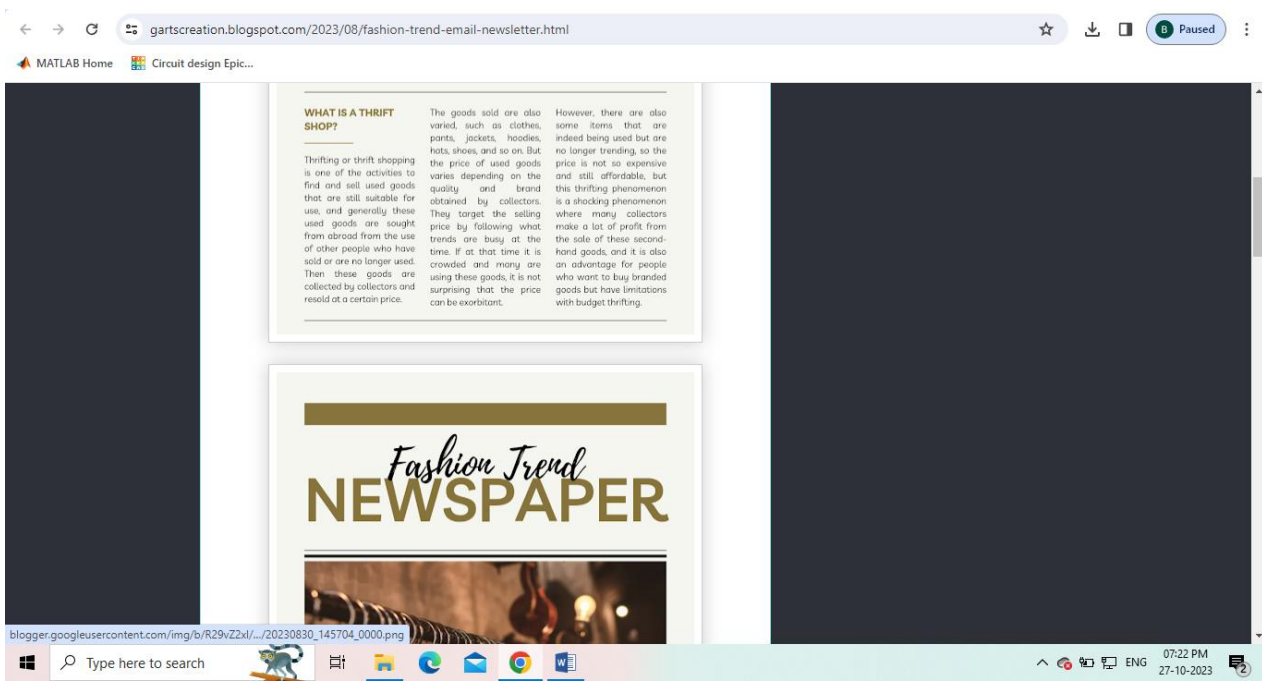 gartscreation.blogspot.com/2023/08/fashion-trend-email-newsletter.html
B Paused
MATLAB Home Circuit design Epic...
WHAT IS A THRIFT
SHOP?
Thrifting or thrift shopping
is one of the activities to
find and sell used goods
that are still suitable for
use, and generally these
used goods are sought
from abroad from the use
of other people who have
sold or are no longer used.
Then these goods are
collected by collectors and
resold at a certain price.
The goods sold are also
varied, such as clothes,
pants, jackets, hoodies,
hats, shoes, and so on. But
the price of used goods
varies depending on the
quality and brand
obtained by collectors.
They target the selling
price by following what
trends are busy at the
time. If at that time it is
crowded and many are
using these goods, it is not
surprising that the price
can be exorbitant.
However, there are also
some items that are
indeed being used but are
no longer trending, so the
price is not so expensive
and still affordable, but
this thrifting phenomenon
is a shocking phenomenon
where many collectors
make a lot of profit from
the sale of these second-
hand goods, and it is also
an advantage for people
who want to buy branded
goods but have limitations
with budget thrifting.
Fashion Trend
NEWSPAPER
blogger.googleusercontent.com/img/b/R29vZ2xl/.../20230830_145704_0000.png
Type here to search
ENG
07:22 PM
27-10-2023
2